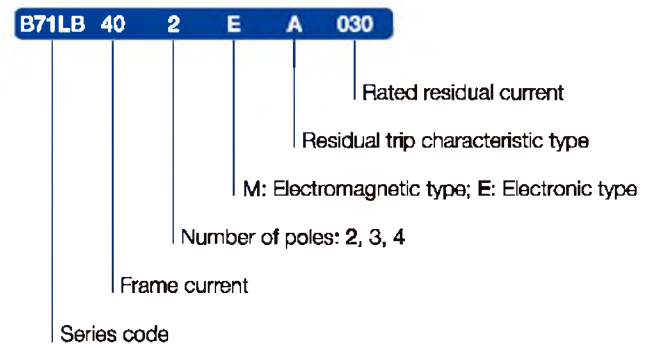 B71LB 40 2 E A 030
Rated residual current
Residual trip characteristic type
M: Electromagnetic type; E: Electronic type
Number of poles: 2, 3, 4
Frame current
Series code